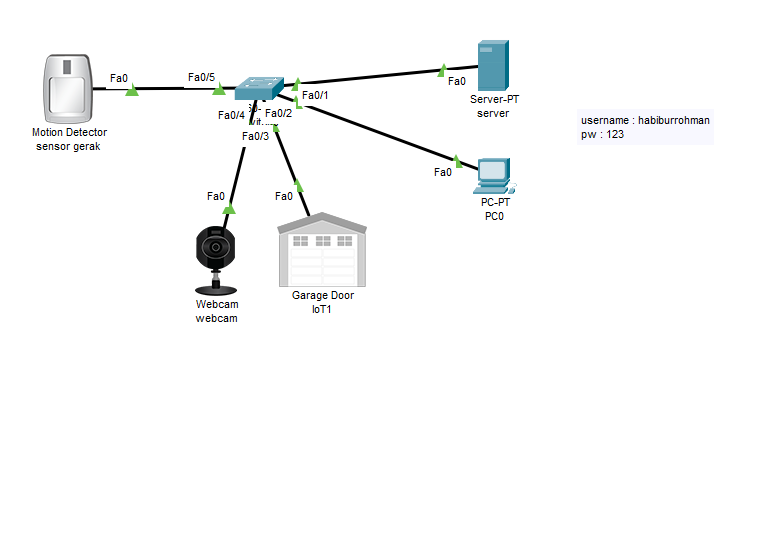 Fa0
Fa0/5
Motion Detector
sensor gerak
Fa0/1
Fa0/4
Fa0/2
Fa0/3
Fa0
Server-PT
server
username : habiburrohman
pw : 123
Fa0
PC-PT
PC0
Fa0
Webcam
webcam
Fa0
Garage Door
IoT1